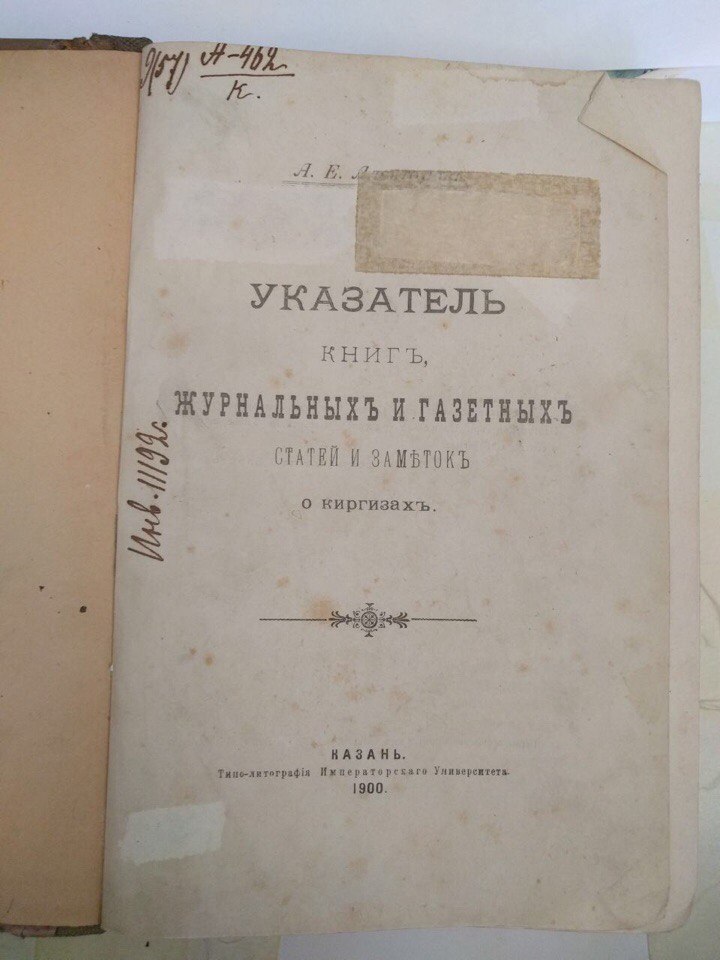 9(57) А-462
К.
А. Е.
УКАЗАТЕЛЬ
КНИГЪ,
ЖУРНАЛЬНЫХЪ И ГАЗЕТНЫХЪ
СТАТЕЙ И ЗАМѢТОКЪ
О КИРГИЗАХЪ.
Инв. 11192.
КАЗАНЬ.
Типо-литографія Императорскаго Университета.
1900.